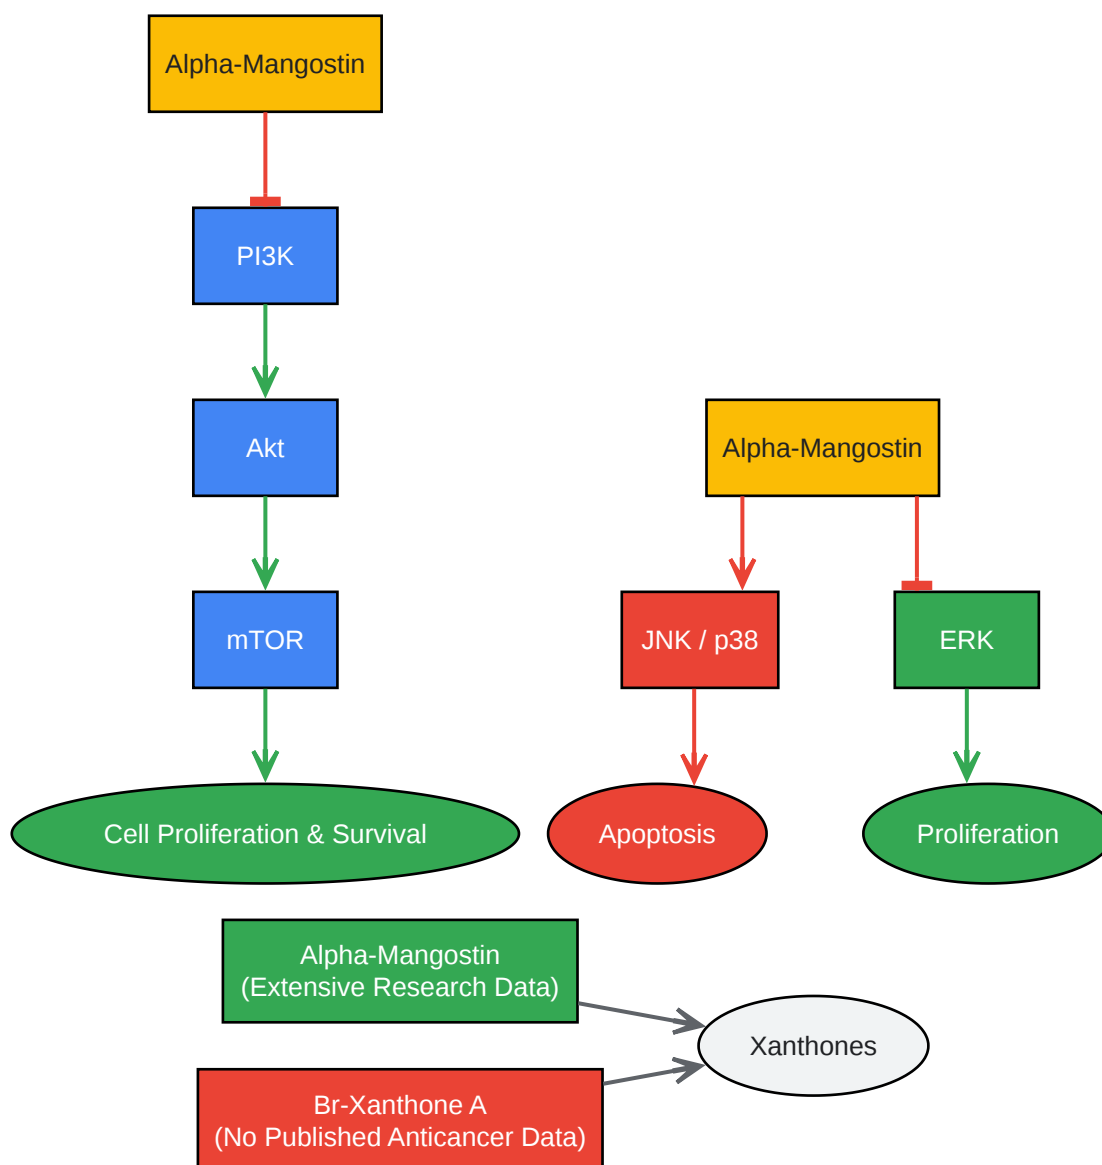 Alpha-Mangostin
PI3K
Akt
mTOR
Cell Proliferation & Survival
Alpha-Mangostin
JNK / p38
ERK
Apoptosis
Proliferation
Alpha-Mangostin
(Extensive Research Data)
Br-Xanthone A
(No Published Anticancer Data)
Xanthones